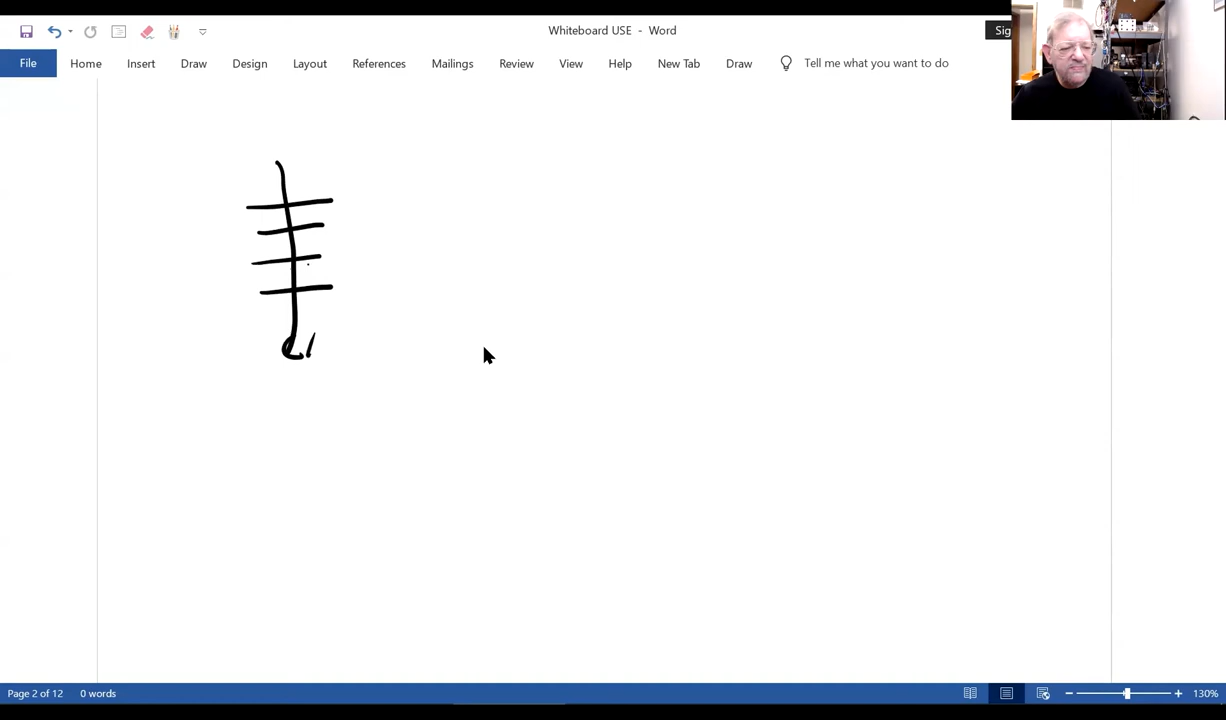 Whiteboard USE - Word
File Home Insert Draw Design Layout References Mailings Review View Help New Tab Draw Tell me what you want to do
Page 2 of 12 0 words 130%